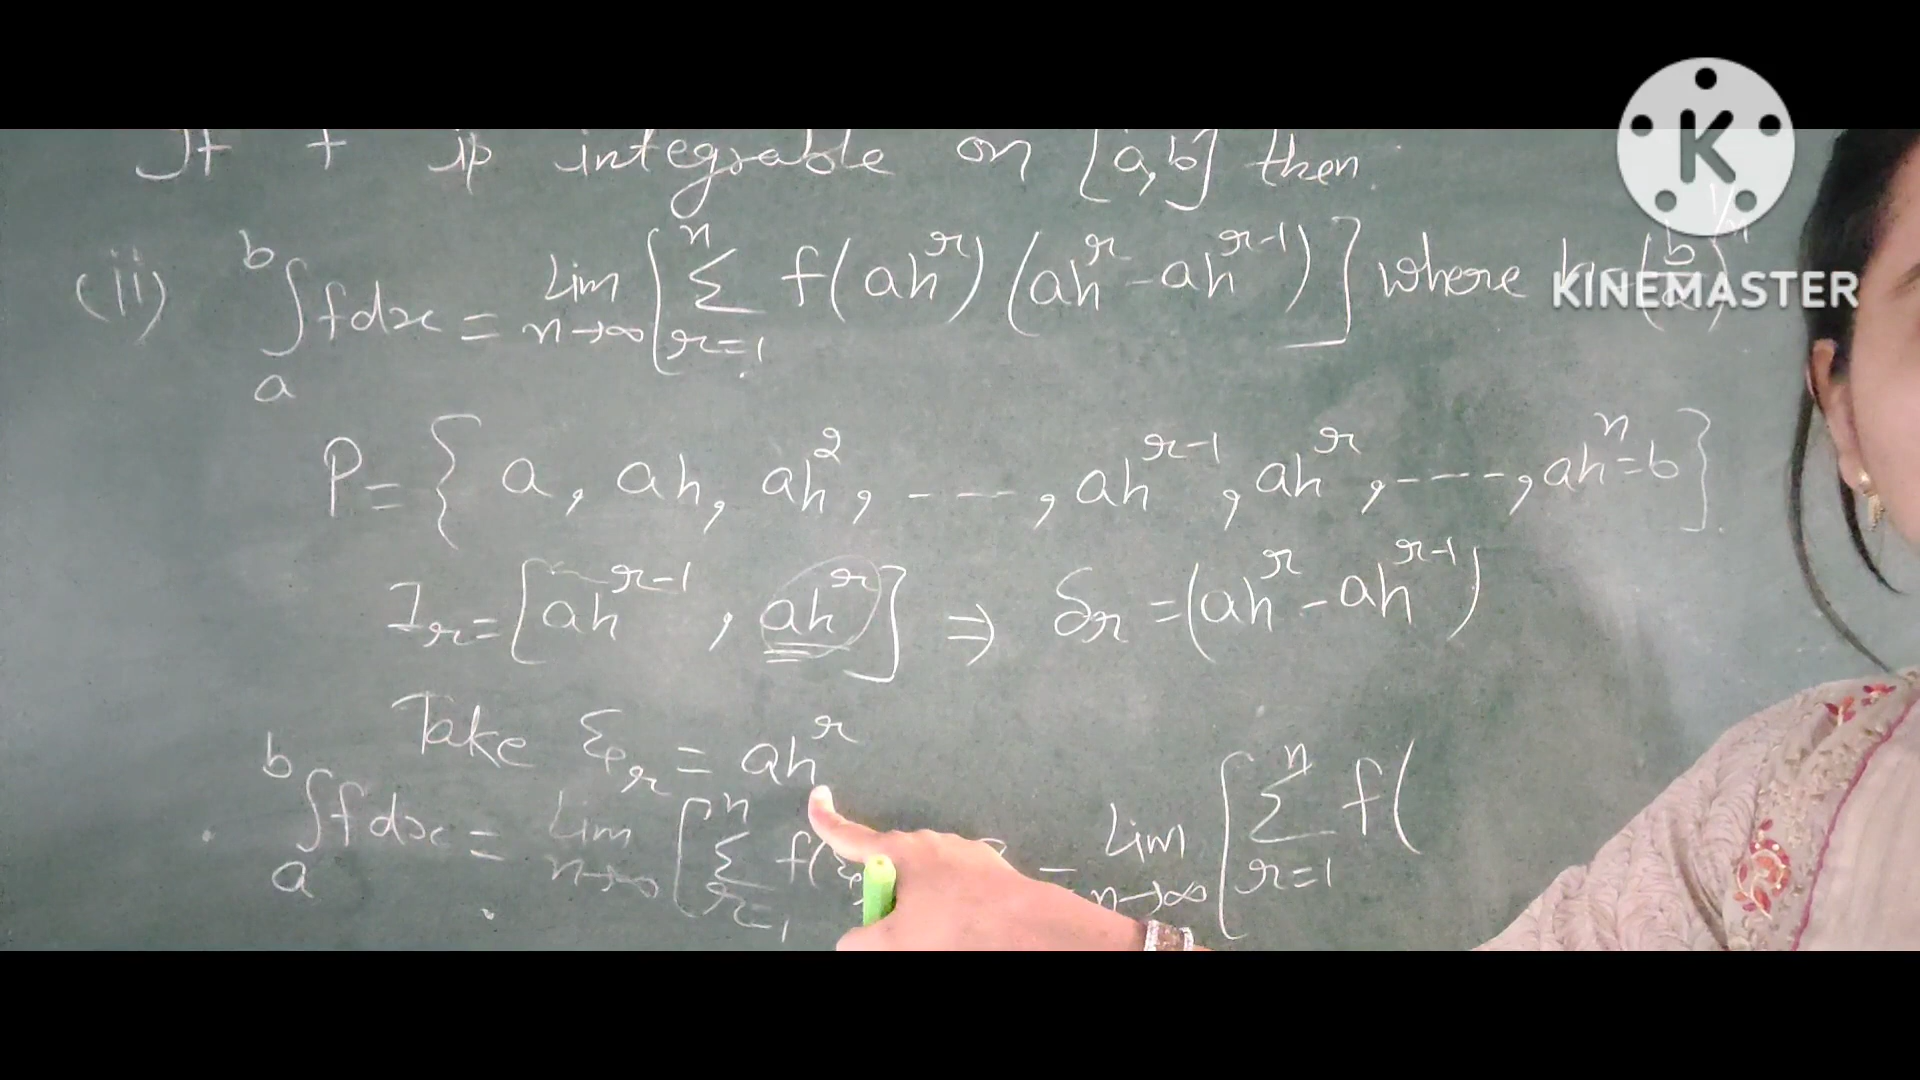 If f is integrable on [a,b] then
(ii) ∫_a^b f dx = Lim_{n→∞} [ Σ_{r=1}^n f(ah^r) (ah^r - ah^{r-1}) ] where h = (b/a)^{1/n}
P = { a, ah, ah^2, ----, ah^{r-1}, ah^r, ----, ah^n = b }
I_r = [ah^{r-1}, ah^r] ⇒ δ_r = (ah^r - ah^{r-1})
Take ξ_r = ah^r
∫_a^b f dx = Lim_{n→∞} [ Σ_{r=1}^n f(ξ = Lim_{n→∞} [ Σ_{r=1}^n f(
K
KINEMASTER